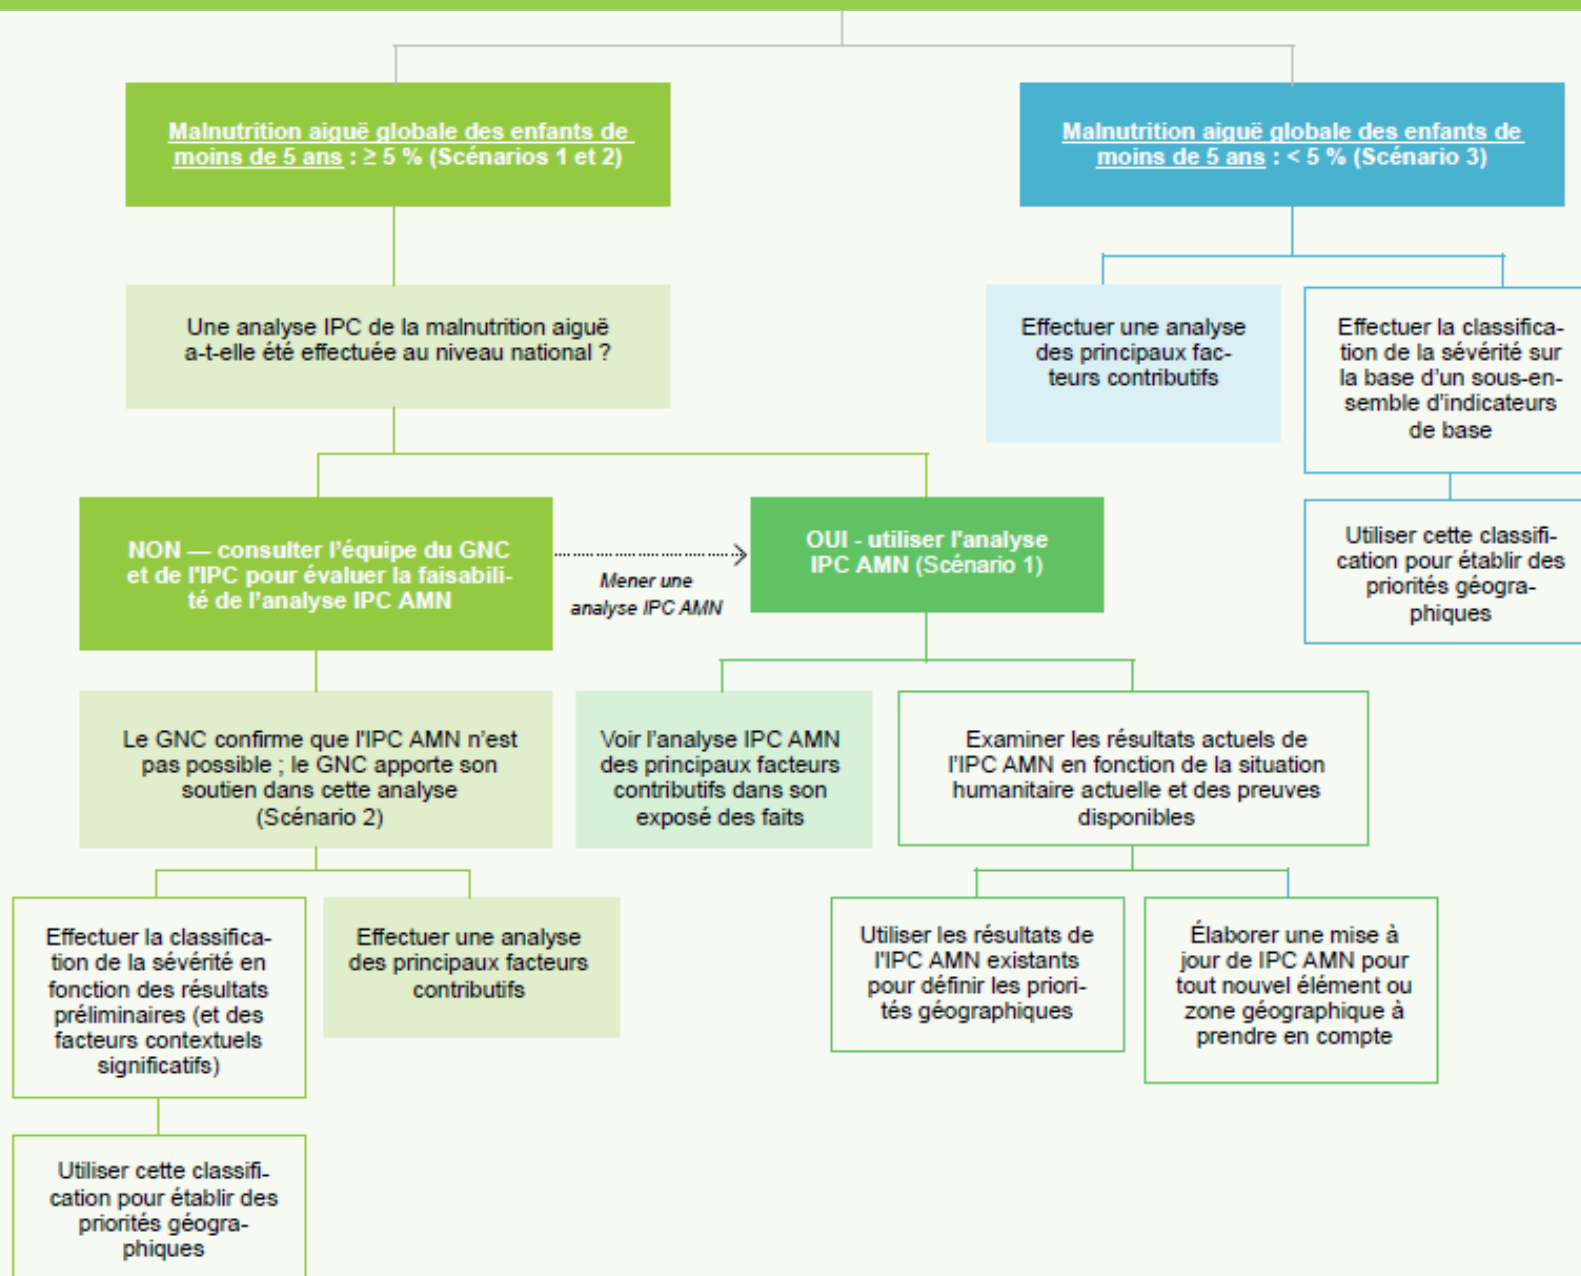 Malnutrition aiguë globale des enfants de
moins de 5 ans : ≥ 5 % (Scénarios 1 et 2)
Malnutrition aiguë globale des enfants de
moins de 5 ans : < 5 % (Scénario 3)
Une analyse IPC de la malnutrition aiguë
a-t-elle été effectuée au niveau national ?
Effectuer une analyse
des principaux fac-
teurs contributifs
Effectuer la classifica-
tion de la sévérité sur
la base d'un sous-en-
semble d'indicateurs
de base
Utiliser cette classifi-
cation pour établir des
priorités géogra-
phiques
NON — consulter l'équipe du GNC
et de l'IPC pour évaluer la faisabili-
té de l'analyse IPC AMN
Mener une
analyse IPC AMN
OUI - utiliser l'analyse
IPC AMN (Scénario 1)
Le GNC confirme que l'IPC AMN n'est
pas possible ; le GNC apporte son
soutien dans cette analyse
(Scénario 2)
Voir l'analyse IPC AMN
des principaux facteurs
contributifs dans son
exposé des faits
Examiner les résultats actuels de
l'IPC AMN en fonction de la situation
humanitaire actuelle et des preuves
disponibles
Effectuer la classifica-
tion de la sévérité en
fonction des résultats
préliminaires (et des
facteurs contextuels
significatifs)
Effectuer une analyse
des principaux facteurs
contributifs
Utiliser les résultats de
l'IPC AMN existants
pour définir les priori-
tés géographiques
Élaborer une mise à
jour de IPC AMN pour
tout nouvel élément ou
zone géographique à
prendre en compte
Utiliser cette classifi-
cation pour établir des
priorités géogra-
phiques